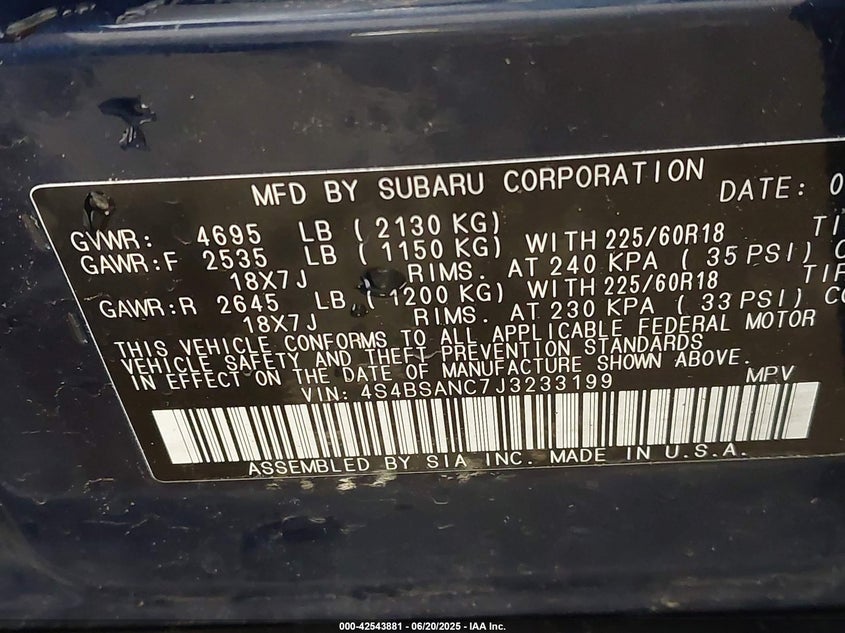 MFD BY SUBARU CORPORATION DATE: 0
GVWR: 4695 LB ( 2130 KG)
GAWR:F 2535 LB ( 1150 KG) WITH 225/60R18 TI
18X7J RIMS. AT 240 KPA ( 35 PSI) C
GAWR:R 2645 LB ( 1200 KG) WITH 225/60R18 TIR
18X7J RIMS. AT 230 KPA ( 33 PSI) CO
THIS VEHICLE CONFORMS TO ALL APPLICABLE FEDERAL MOTOR
VEHICLE SAFETY AND THEFT PREVENTION STANDARDS
IN EFFECT ON THE DATE OF MANUFACTURE SHOWN ABOVE.
VIN: 4S4BSANC7J3233199 MPV
ASSEMBLED BY SIA INC. MADE IN U.S.A.
000-42543881 - 06/20/2025 - IAA Inc.